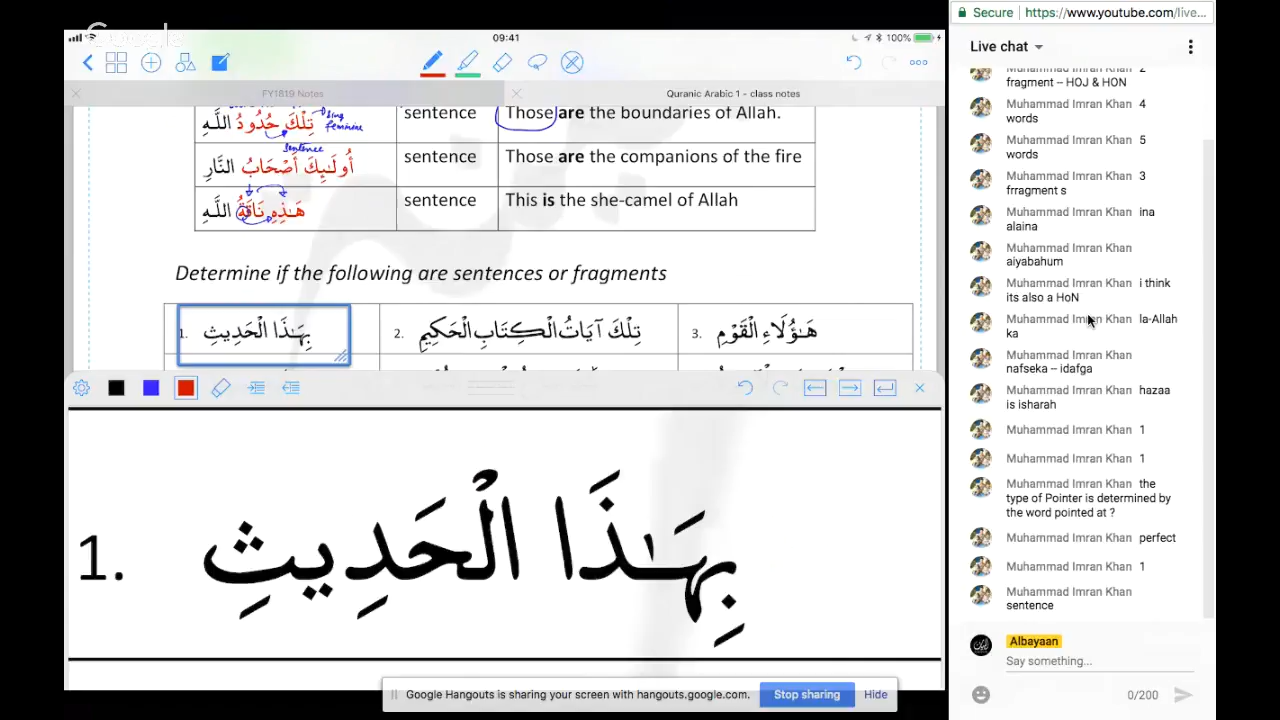 Google
09:41
100%
FY1819 Notes
Quranic Arabic 1 - class notes
تِلْكَ حُدُودُ اللَّـهِ
sentence
Those are the boundaries of Allah.
feminine
sentence
أُولَـٰئِكَ أَصْحَابُ النَّارِ
sentence
Those are the companions of the fire
هَـٰذِهِ نَاقَةُ اللَّـهِ
sentence
This is the she-camel of Allah
Determine if the following are sentences or fragments
1. بِهَـٰذَا الْحَدِيثِ
2. تِلْكَ آيَاتُ الْكِتَابِ الْحَكِيمِ
3. هَـٰؤُلَاءِ الْقَوْمِ
1. بِهَـٰذَا الْحَدِيثِ
Google Hangouts is sharing your screen with hangouts.google.com.
Stop sharing
Hide
Secure
https://www.youtube.com/live...
Live chat
Muhammad Imran Khan 2
fragment -- HOJ & HON
Muhammad Imran Khan 4
words
Muhammad Imran Khan 5
words
Muhammad Imran Khan 3
frragment s
Muhammad Imran Khan ina
alaina
Muhammad Imran Khan
aiyabahum
Muhammad Imran Khan i think
its also a HoN
Muhammad Imran Khan la-Allah
ka
Muhammad Imran Khan
nafseka -- idafga
Muhammad Imran Khan hazaa
is isharah
Muhammad Imran Khan 1
Muhammad Imran Khan 1
Muhammad Imran Khan the
type of Pointer is determined by
the word pointed at ?
Muhammad Imran Khan perfect
Muhammad Imran Khan 1
Muhammad Imran Khan
sentence
Albayaan
Say something...
0/200